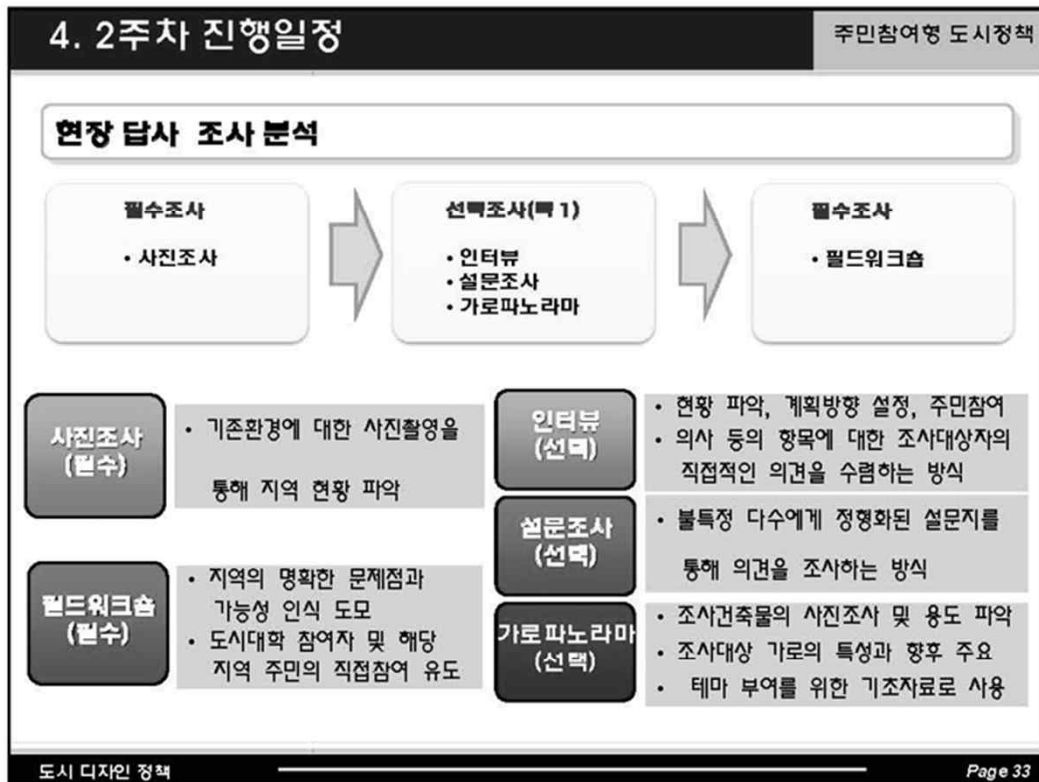 4. 2주차 진행일정
주민참여형 도시정책
현장 답사 조사 분석
필수조사
• 사진조사
선택조사(택 1)
• 인터뷰
• 설문조사
• 가로파노라마
필수조사
• 필드워크숍
사진조사
(필수)
• 기존환경에 대한 사진촬영을
통해 지역 현황 파악
필드워크숍
(필수)
• 지역의 명확한 문제점과
가능성 인식 도모
• 도시대학 참여자 및 해당
지역 주민의 직접참여 유도
인터뷰
(선택)
• 현황 파악, 계획방향 설정, 주민참여
• 의사 등의 항목에 대한 조사대상자의
직접적인 의견을 수렴하는 방식
설문조사
(선택)
• 불특정 다수에게 정형화된 설문지를
통해 의견을 조사하는 방식
가로파노라마
(선택)
• 조사건축물의 사진조사 및 용도 파악
• 조사대상 가로의 특성과 향후 주요
• 테마 부여를 위한 기초자료로 사용
도시 디자인 정책
Page 33